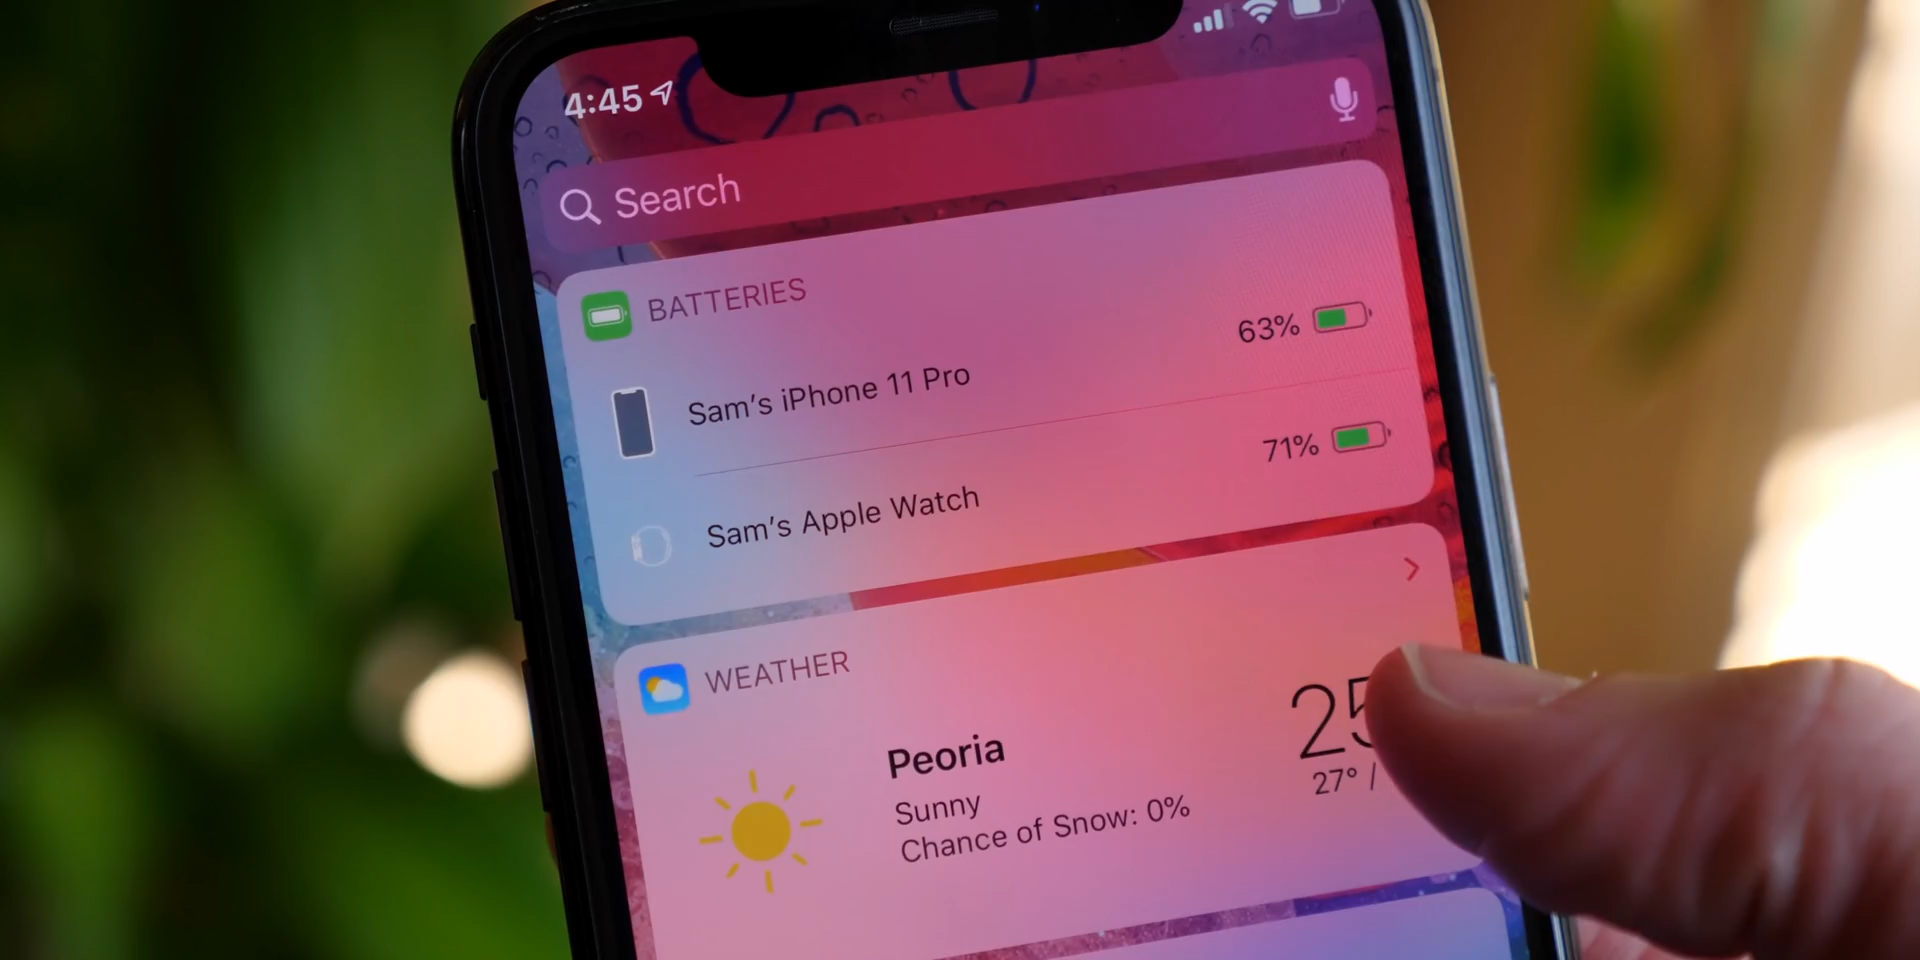 4:45
Search
BATTERIES
Sam's iPhone 11 Pro
63%
Sam's Apple Watch
71%
WEATHER
Peoria
25
Sunny
27° /
Chance of Snow: 0%